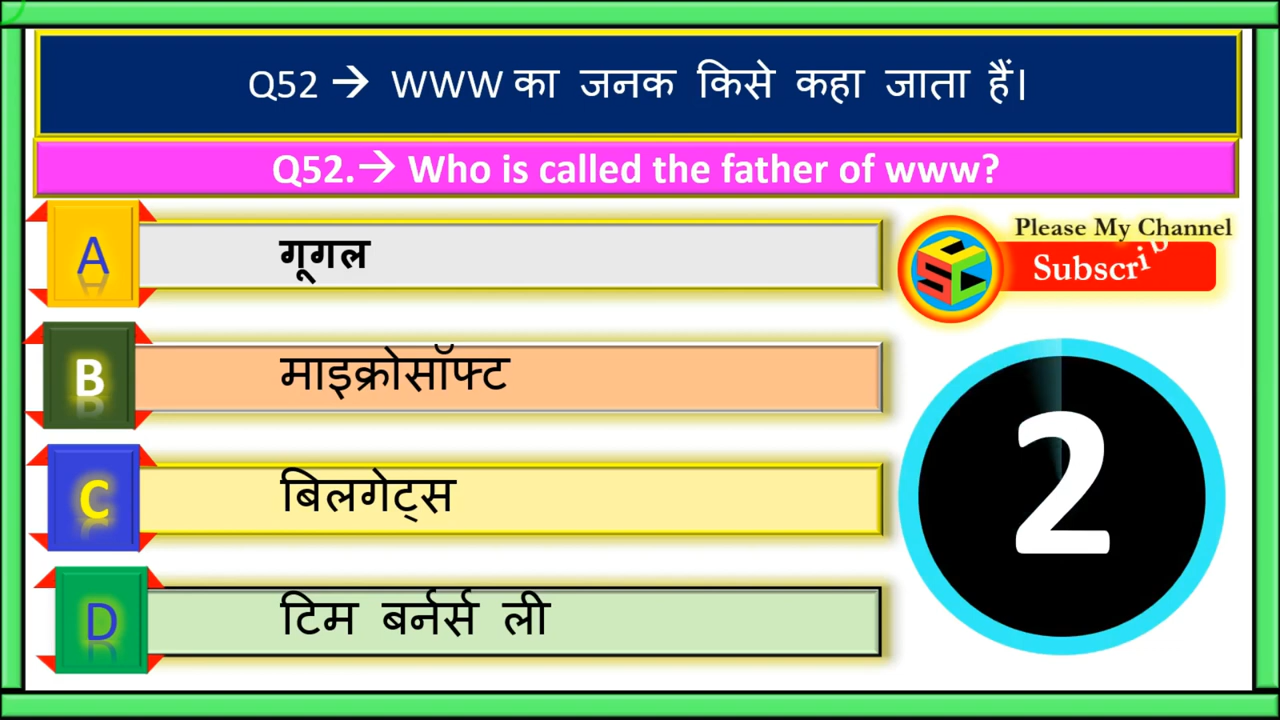 Q52 → WWW का जनक किसे कहा जाता हैं।
Q52.→ Who is called the father of www?
A गूगल
Please My Channel
Subscrib
B माइक्रोसॉफ्ट
C बिलगेट्स
D टिम बर्नर्स ली
2